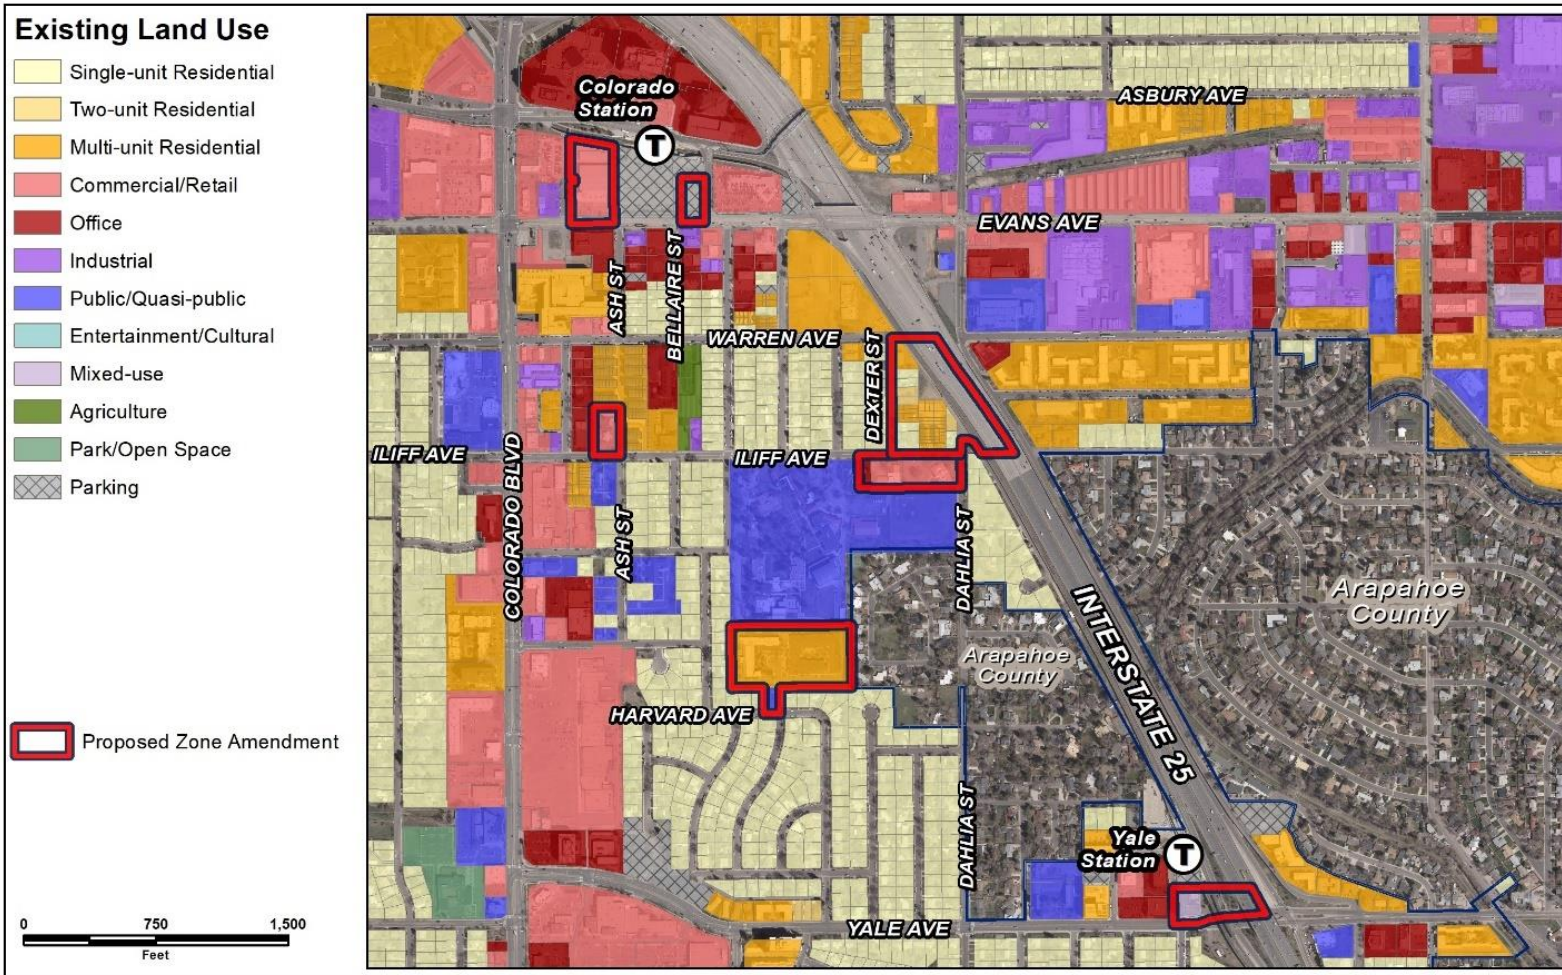 Existing Land Use
Single-unit Residential
Two-unit Residential
Multi-unit Residential
Commercial/Retail
Office
Industrial
Public/Quasi-public
Entertainment/Cultural
Mixed-use
Agriculture
Park/Open Space
Parking
Proposed Zone Amendment
0 750 1,500
Feet
Colorado
Station
T
ASBURY AVE
EVANS AVE
ASH ST
BELLAIRE ST
WARREN AVE
DEXTER ST
COLORADO BLVD
ILIFF AVE
ILIFF AVE
ASH ST
DAHLIA ST
INTERSTATE 25
Arapahoe
County
Arapahoe
County
HARVARD AVE
DAHLIA ST
Yale
Station
T
YALE AVE